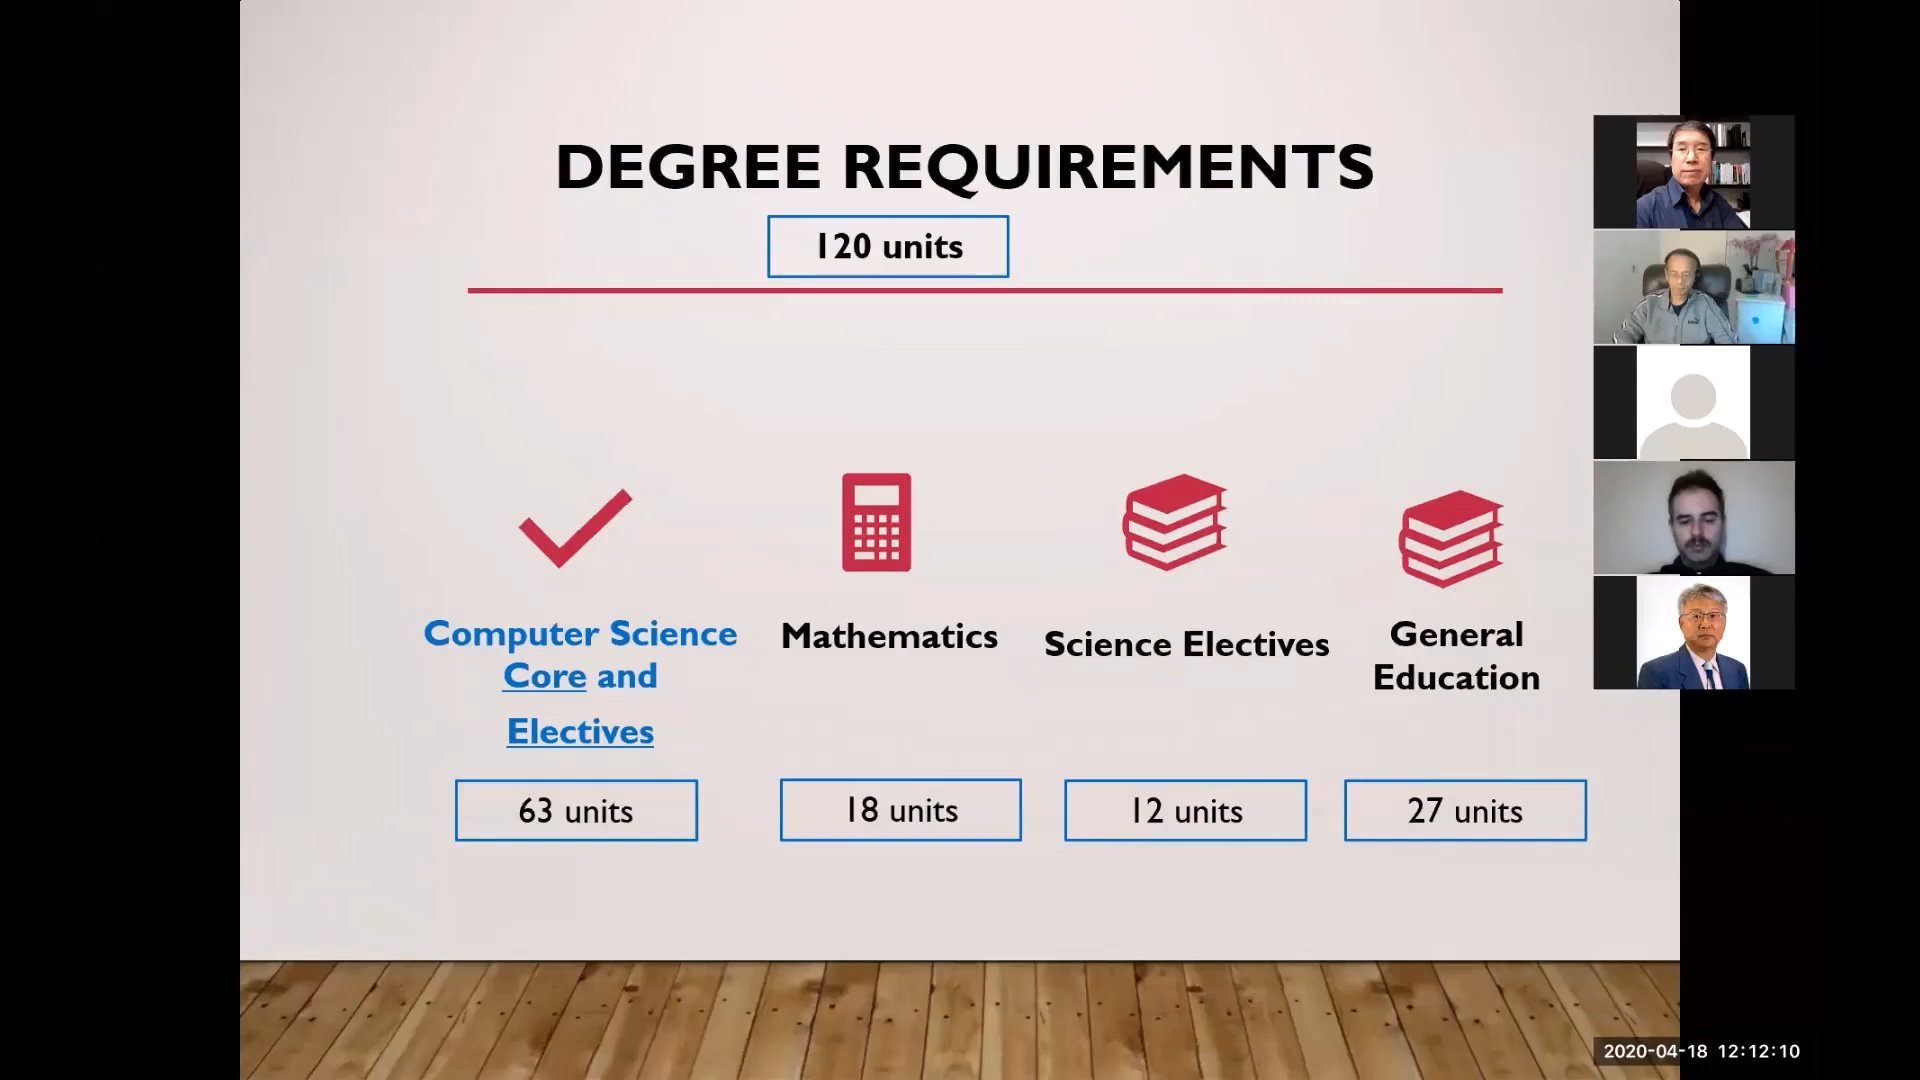 DEGREE REQUIREMENTS
120 units
Computer Science
Core and
Electives
Mathematics
Science Electives
General
Education
63 units
18 units
12 units
27 units
2020-04-18 12:12:10